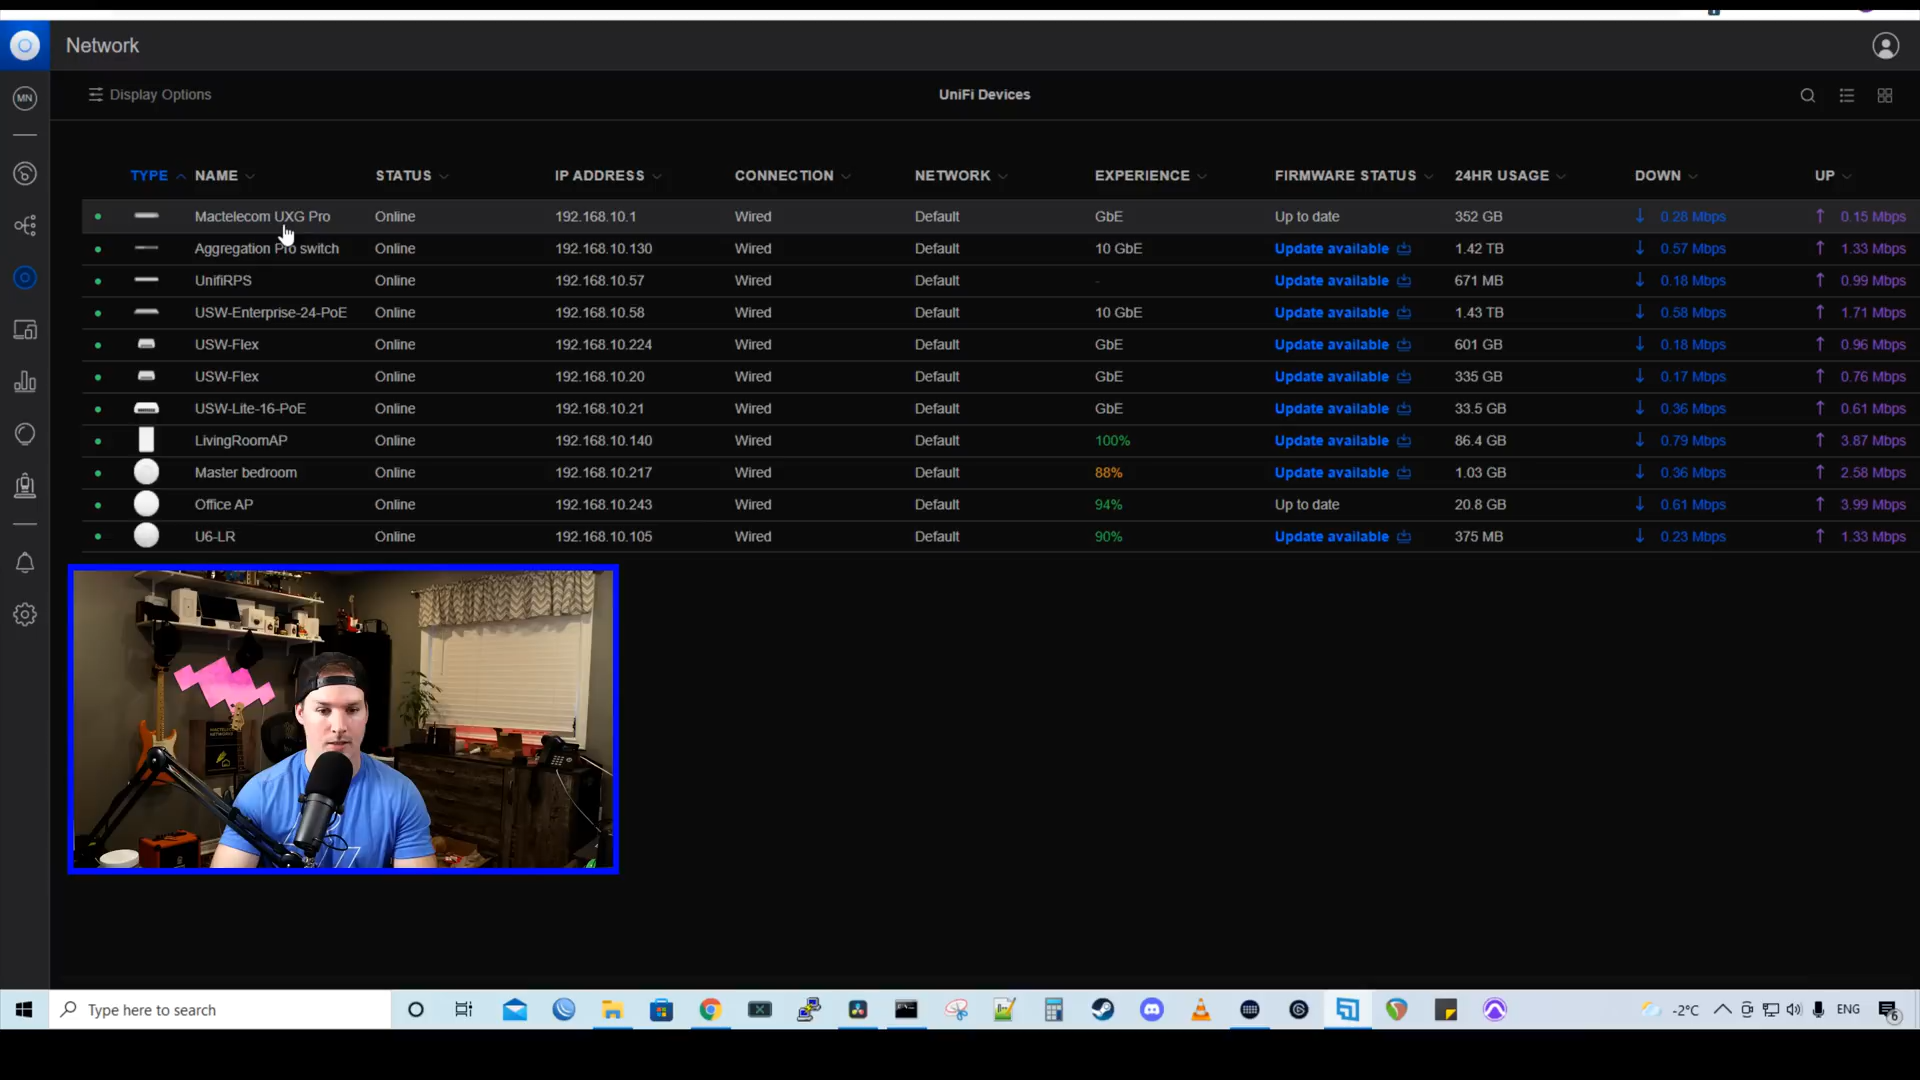 Network
MN
Display Options
UniFi Devices
TYPE NAME STATUS IP ADDRESS CONNECTION NETWORK EXPERIENCE FIRMWARE STATUS 24HR USAGE DOWN UP
Mactelecom UXG Pro Online 192.168.10.1 Wired Default GbE Up to date 352 GB 0.28 Mbps 0.15 Mbps
Aggregation Pro switch Online 192.168.10.130 Wired Default 10 GbE Update available 1.42 TB 0.57 Mbps 1.33 Mbps
UnifiRPS Online 192.168.10.57 Wired Default - Update available 671 MB 0.18 Mbps 0.99 Mbps
USW-Enterprise-24-PoE Online 192.168.10.58 Wired Default 10 GbE Update available 1.43 TB 0.58 Mbps 1.71 Mbps
USW-Flex Online 192.168.10.224 Wired Default GbE Update available 601 GB 0.18 Mbps 0.96 Mbps
USW-Flex Online 192.168.10.20 Wired Default GbE Update available 335 GB 0.17 Mbps 0.76 Mbps
USW-Lite-16-PoE Online 192.168.10.21 Wired Default GbE Update available 33.5 GB 0.36 Mbps 0.61 Mbps
LivingRoomAP Online 192.168.10.140 Wired Default 100% Update available 86.4 GB 0.79 Mbps 3.87 Mbps
Master bedroom Online 192.168.10.217 Wired Default 88% Update available 1.03 GB 0.36 Mbps 2.58 Mbps
Office AP Online 192.168.10.243 Wired Default 94% Up to date 20.8 GB 0.61 Mbps 3.99 Mbps
U6-LR Online 192.168.10.105 Wired Default 90% Update available 375 MB 0.23 Mbps 1.33 Mbps
Type here to search
-2°C
ENG
6